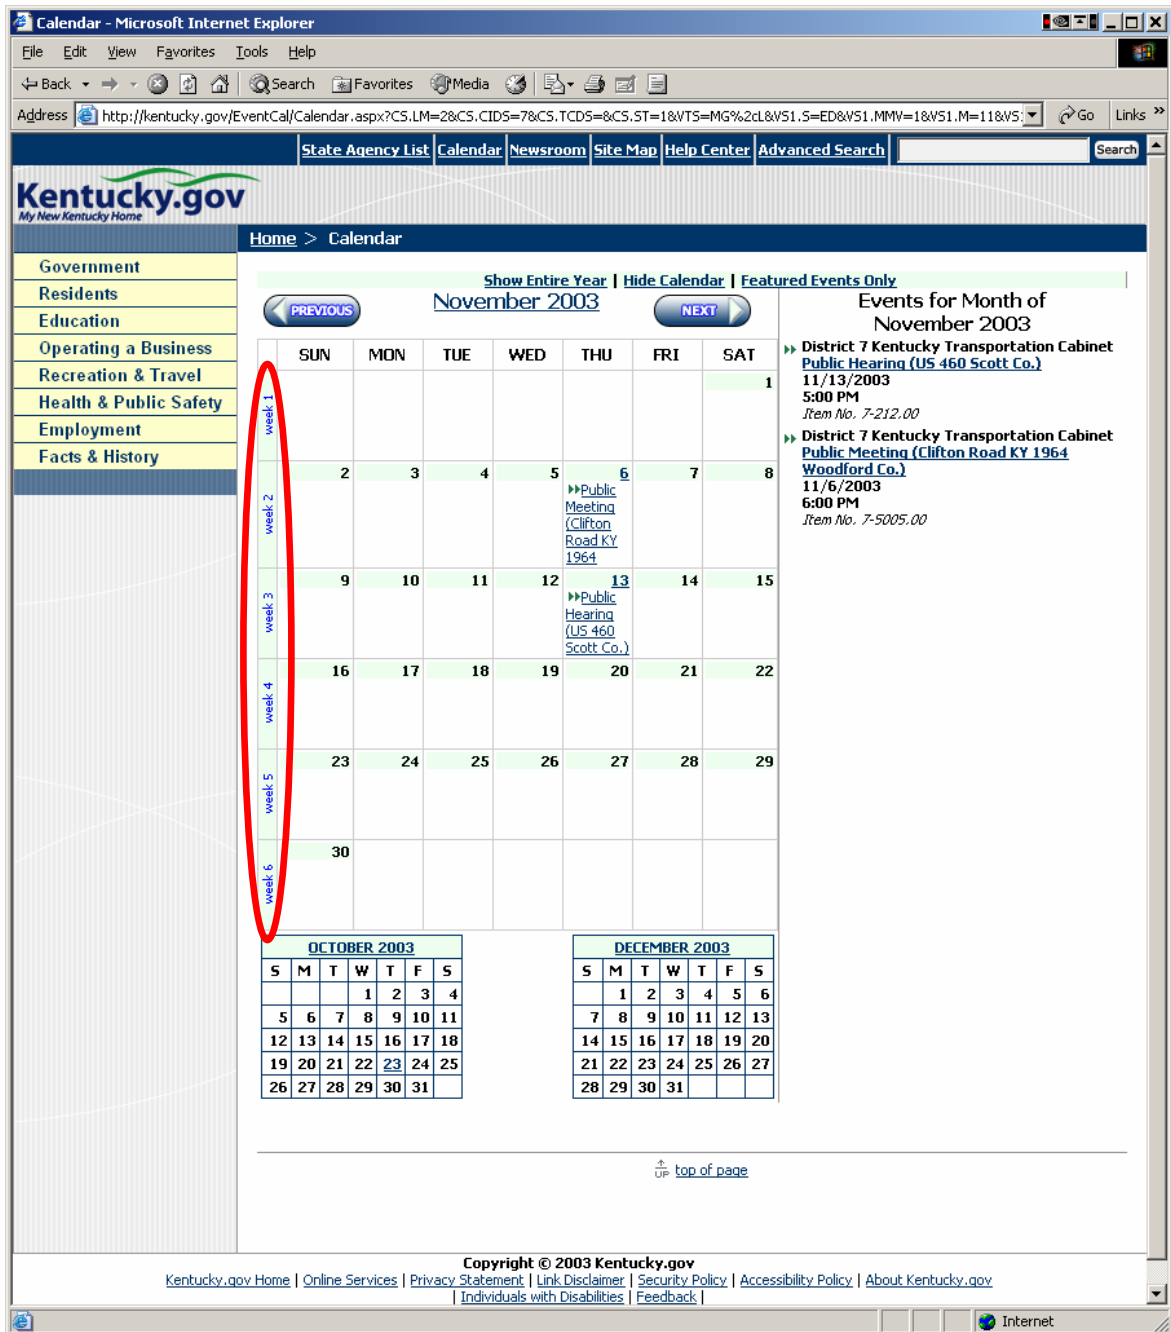 Calendar - Microsoft Internet Explorer
File Edit View Favorites Tools Help
Back Search Favorites Media
Address http://kentucky.gov/EventCal/Calendar.aspx?CS.LM=2&CS.CIDS=7&CS.TCDS=&CS.ST=1&VTS=MG%2cL&VS1.S=ED&VS1.MMV=1&VS1.M=11&VS: Go Links »
State Agency List Calendar Newsroom Site Map Help Center Advanced Search Search
Kentucky.gov
My New Kentucky Home
Home > Calendar
Government
Residents
Education
Operating a Business
Recreation & Travel
Health & Public Safety
Employment
Facts & History
Show Entire Year | Hide Calendar | Featured Events Only
PREVIOUS November 2003 NEXT
SUN MON TUE WED THU FRI SAT
week 1
1
week 2
2 3 4 5 6 7 8
Public
Meeting
(Clifton
Road KY
1964
week 3
9 10 11 12 13 14 15
Public
Hearing
(US 460
Scott Co.)
week 4
16 17 18 19 20 21 22
week 5
23 24 25 26 27 28 29
week 6
30
Events for Month of
November 2003
District 7 Kentucky Transportation Cabinet
Public Hearing (US 460 Scott Co.)
11/13/2003
5:00 PM
Item No. 7-212.00
District 7 Kentucky Transportation Cabinet
Public Meeting (Clifton Road KY 1964
Woodford Co.)
11/6/2003
6:00 PM
Item No. 7-5005.00
OCTOBER 2003
S M T W T F S
1 2 3 4
5 6 7 8 9 10 11
12 13 14 15 16 17 18
19 20 21 22 23 24 25
26 27 28 29 30 31
DECEMBER 2003
S M T W T F S
1 2 3 4 5 6
7 8 9 10 11 12 13
14 15 16 17 18 19 20
21 22 23 24 25 26 27
28 29 30 31
UP top of page
Copyright © 2003 Kentucky.gov
Kentucky.gov Home | Online Services | Privacy Statement | Link Disclaimer | Security Policy | Accessibility Policy | About Kentucky.gov
| Individuals with Disabilities | Feedback |
Internet